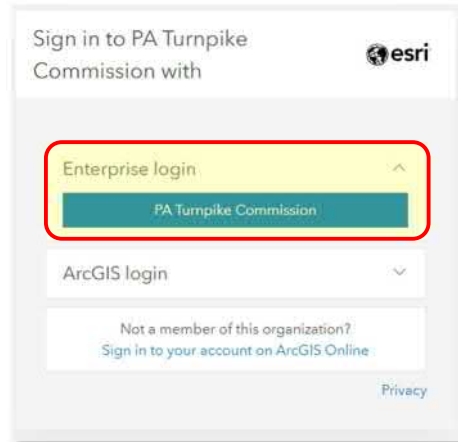 Sign in to PA Turnpike
Commission with
esri
Enterprise login
PA Turnpike Commission
ArcGIS login
Not a member of this organization?
Sign in to your account on ArcGIS Online
Privacy